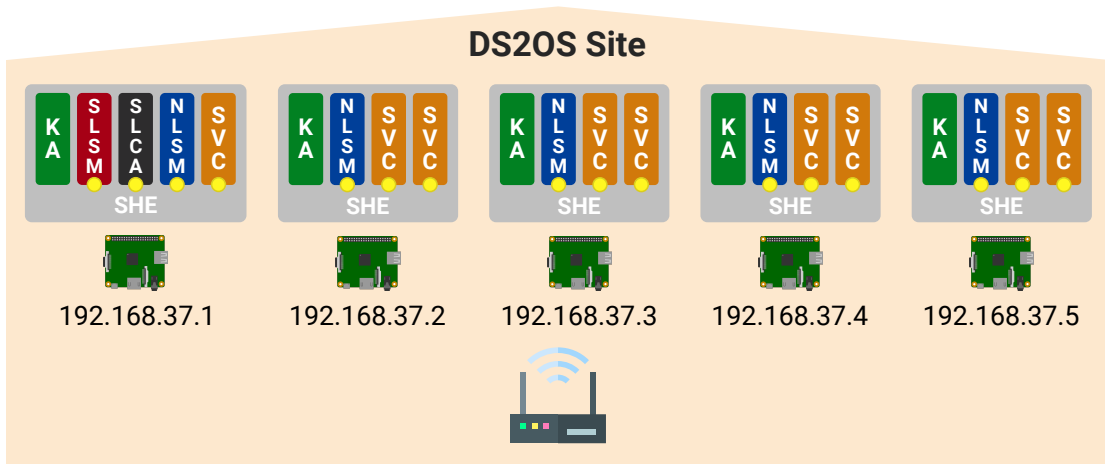 DS2OS Site
KA
SLSM
SLCA
NLSM
SVC
SHE
192.168.37.1
KA
NLSM
SVC
SVC
SHE
192.168.37.2
KA
NLSM
SVC
SVC
SHE
192.168.37.3
KA
NLSM
SVC
SVC
SHE
192.168.37.4
KA
NLSM
SVC
SVC
SHE
192.168.37.5